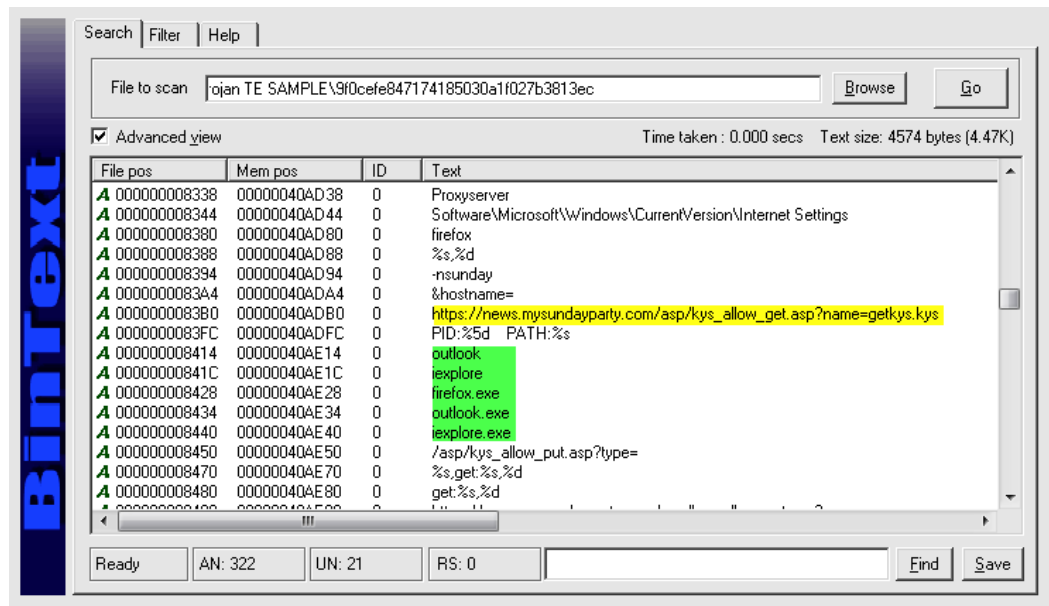 Search Filter Help
File to scan ojan TE SAMPLE\9f0cefe847174185030a1f027b3813ec Browse Go
Advanced view Time taken : 0.000 secs Text size: 4574 bytes (4.47K)
File pos Mem pos ID Text
A 000000008338 00000040AD38 0 Proxyserver
A 000000008344 00000040AD44 0 Software\Microsoft\Windows\CurrentVersion\Internet Settings
A 000000008380 00000040AD80 0 firefox
A 000000008388 00000040AD88 0 %s,%d
A 000000008394 00000040AD94 0 -nsunday
A 0000000083A4 00000040ADA4 0 &hostname=
A 0000000083B0 00000040ADB0 0 https://news.mysundayparty.com/asp/kys_allow_get.asp?name=getkys.kys
A 0000000083FC 00000040ADFC 0 PID:%5d PATH:%s
A 000000008414 00000040AE14 0 outlook
A 00000000841C 00000040AE1C 0 iexplore
A 000000008428 00000040AE28 0 firefox.exe
A 000000008434 00000040AE34 0 outlook.exe
A 000000008440 00000040AE40 0 iexplore.exe
A 000000008450 00000040AE50 0 /asp/kys_allow_put.asp?type=
A 000000008470 00000040AE70 0 %s,get:%s,%d
A 000000008480 00000040AE80 0 get:%s,%d
Ready AN: 322 UN: 21 RS: 0 Find Save
BinText